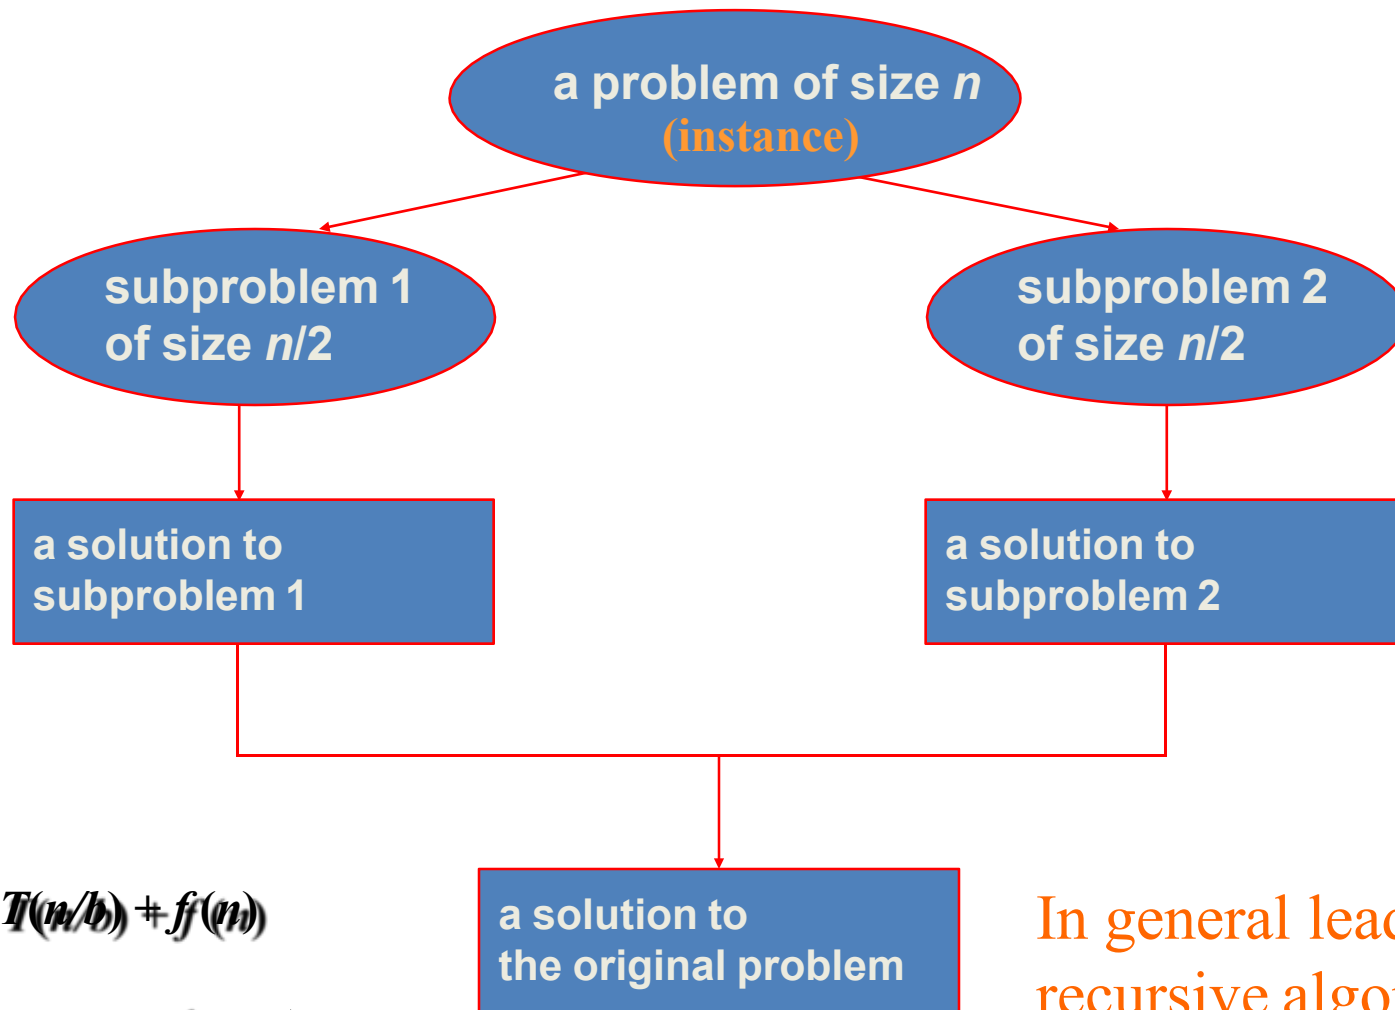 a problem of size n
(instance)
subproblem 1
of size n/2
subproblem 2
of size n/2
a solution to
subproblem 1
a solution to
subproblem 2
T(n/b) + f (n)
a solution to
the original problem
In general
recursive